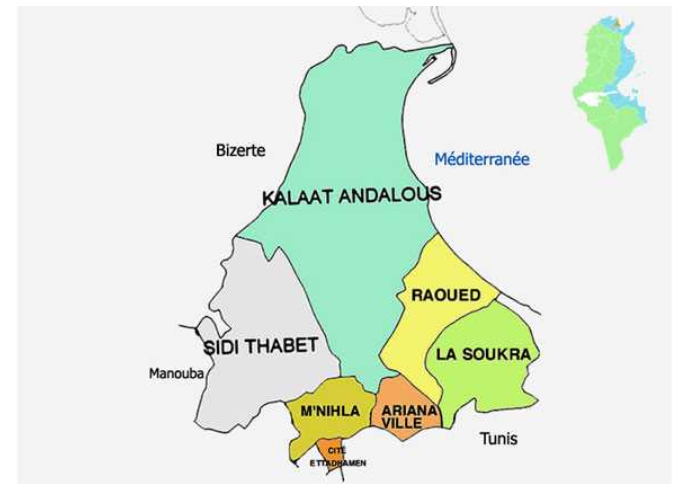 Bizerte
Méditerranée
KALAAT ANDALOUS
RAOUED
SIDI THABET
LA SOUKRA
Manouba
M'NIHLA
ARIANA
VILLE
Tunis
CITÉ
ETTADHAMEN